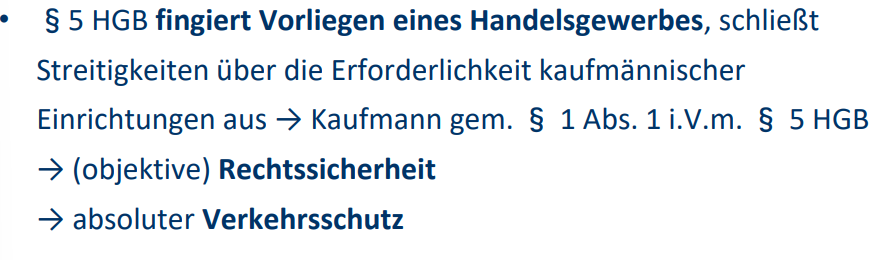 • § 5 HGB fingiert Vorliegen eines Handelsgewerbes, schließt
Streitigkeiten über die Erforderlichkeit kaufmännischer
Einrichtungen aus → Kaufmann gem. § 1 Abs. 1 i.V.m. § 5 HGB
→ (objektive) Rechtssicherheit
→ absoluter Verkehrsschutz